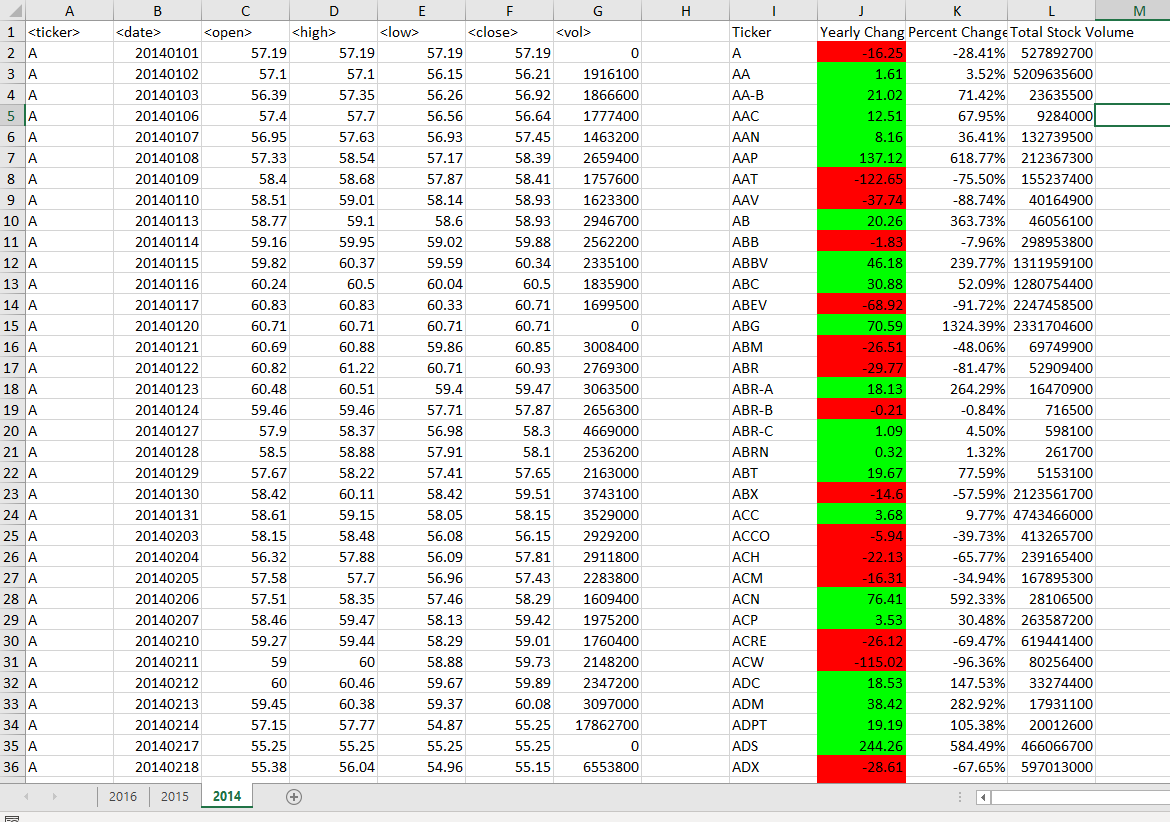 A B C D E F G H I J K L M
1 <ticker> <date> <open> <high> <low> <close> <vol> Ticker Yearly Chang Percent Change Total Stock Volume
2 A 20140101 57.19 57.19 57.19 57.19 0 A -16.25 -28.41% 527892700
3 A 20140102 57.1 57.1 56.15 56.21 1916100 AA 1.61 3.52% 5209635600
4 A 20140103 56.39 57.35 56.26 56.92 1866600 AA-B 21.02 71.42% 23635500
5 A 20140106 57.4 57.7 56.56 56.64 1777400 AAC 12.51 67.95% 9284000
6 A 20140107 56.95 57.63 56.93 57.45 1463200 AAN 8.16 36.41% 132739500
7 A 20140108 57.33 58.54 57.17 58.39 2659400 AAP 137.12 618.77% 212367300
8 A 20140109 58.4 58.68 57.87 58.41 1757600 AAT -122.65 -75.50% 155237400
9 A 20140110 58.51 59.01 58.14 58.93 1623300 AAV -37.74 -88.74% 40164900
10 A 20140113 58.77 59.1 58.6 58.93 2946700 AB 20.26 363.73% 46056100
11 A 20140114 59.16 59.95 59.02 59.88 2562200 ABB -1.83 -7.96% 298953800
12 A 20140115 59.82 60.37 59.59 60.34 2335100 ABBV 46.18 239.77% 1311959100
13 A 20140116 60.24 60.5 60.04 60.5 1835900 ABC 30.88 52.09% 1280754400
14 A 20140117 60.83 60.83 60.33 60.71 1699500 ABEV -68.92 -91.72% 2247458500
15 A 20140120 60.71 60.71 60.71 60.71 0 ABG 70.59 1324.39% 2331704600
16 A 20140121 60.69 60.88 59.86 60.85 3008400 ABM -26.51 -48.06% 69749900
17 A 20140122 60.82 61.22 60.71 60.93 2769300 ABR -29.77 -81.47% 52909400
18 A 20140123 60.48 60.51 59.4 59.47 3063500 ABR-A 18.13 264.29% 16470900
19 A 20140124 59.46 59.46 57.71 57.87 2656300 ABR-B -0.21 -0.84% 716500
20 A 20140127 57.9 58.37 56.98 58.3 4669000 ABR-C 1.09 4.50% 598100
21 A 20140128 58.5 58.88 57.91 58.1 2536200 ABRN 0.32 1.32% 261700
22 A 20140129 57.67 58.22 57.41 57.65 2163000 ABT 19.67 77.59% 5153100
23 A 20140130 58.42 60.11 58.42 59.51 3743100 ABX -14.6 -57.59% 2123561700
24 A 20140131 58.61 59.15 58.05 58.15 3529000 ACC 3.68 9.77% 4743466000
25 A 20140203 58.15 58.48 56.08 56.15 2929200 ACCO -5.94 -39.73% 413265700
26 A 20140204 56.32 57.88 56.09 57.81 2911800 ACH -22.13 -65.77% 239165400
27 A 20140205 57.58 57.7 56.96 57.43 2283800 ACM -16.31 -34.94% 167895300
28 A 20140206 57.51 58.35 57.46 58.29 1609400 ACN 76.41 592.33% 28106500
29 A 20140207 58.46 59.47 58.13 59.42 1975200 ACP 3.53 30.48% 263587200
30 A 20140210 59.27 59.44 58.29 59.01 1760400 ACRE -26.12 -69.47% 619441400
31 A 20140211 59 60 58.88 59.73 2148200 ACW -115.02 -96.36% 80256400
32 A 20140212 60 60.46 59.67 59.89 2347200 ADC 18.53 147.53% 33274400
33 A 20140213 59.45 60.38 59.37 60.08 3097000 ADM 38.42 282.92% 17931100
34 A 20140214 57.15 57.77 54.87 55.25 17862700 ADPT 19.19 105.38% 20012600
35 A 20140217 55.25 55.25 55.25 55.25 0 ADS 244.26 584.49% 466066700
36 A 20140218 55.38 56.04 54.96 55.15 6553800 ADX -28.61 -67.65% 597013000
2016 2015 2014